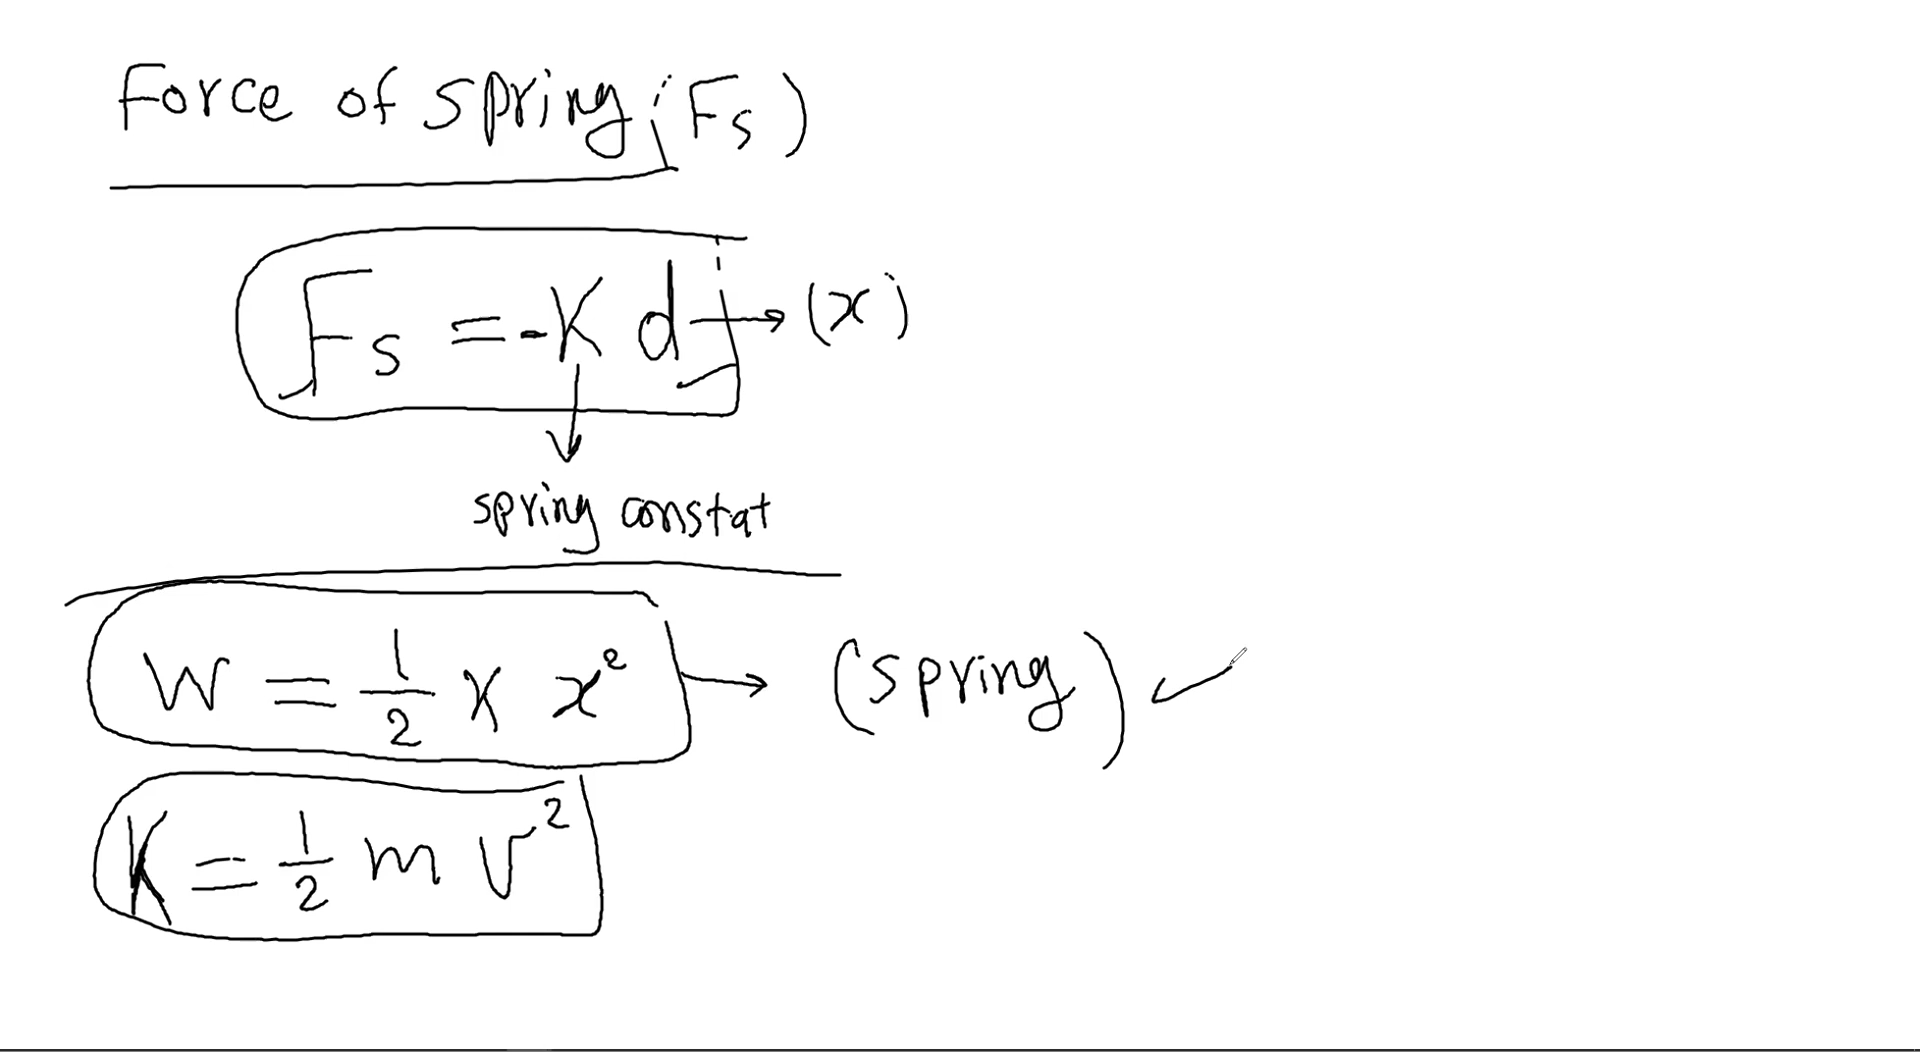 Force of spring (Fs)
Fs = -K d → (x)
spring constat
W = 1/2 K x² → (spring) ✓
K = 1/2 m v²